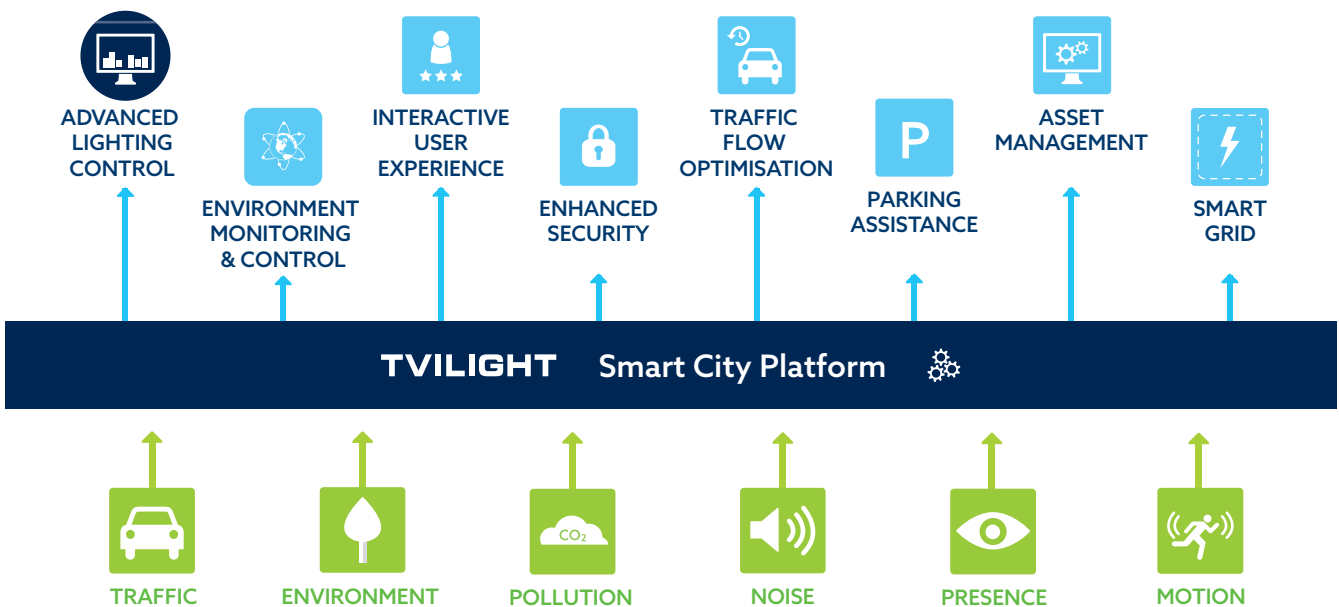 ADVANCED
LIGHTING
CONTROL
ENVIRONMENT
MONITORING
& CONTROL
INTERACTIVE
USER
EXPERIENCE
ENHANCED
SECURITY
TRAFFIC
FLOW
OPTIMISATION
P
PARKING
ASSISTANCE
ASSET
MANAGEMENT
SMART
GRID
TVILIGHT Smart City Platform
TRAFFIC
ENVIRONMENT
CO₂
POLLUTION
NOISE
PRESENCE
MOTION